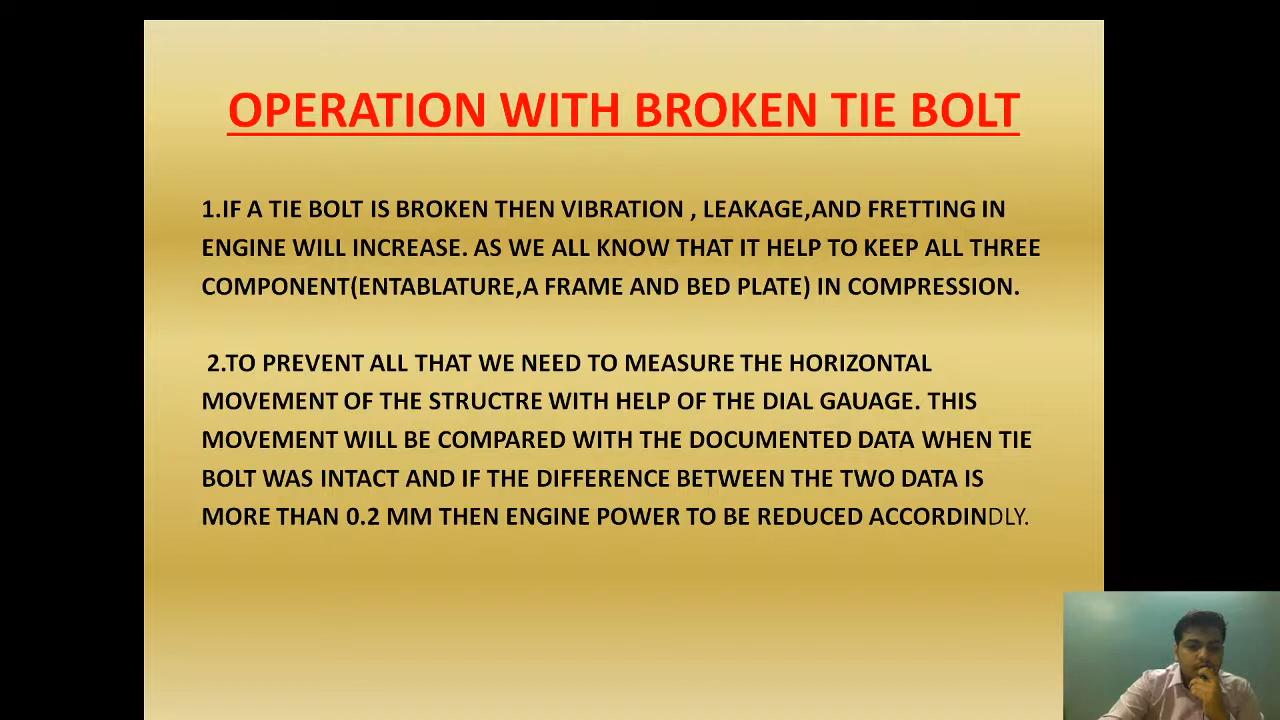 OPERATION WITH BROKEN TIE BOLT
1.IF A TIE BOLT IS BROKEN THEN VIBRATION , LEAKAGE,AND FRETTING IN
ENGINE WILL INCREASE. AS WE ALL KNOW THAT IT HELP TO KEEP ALL THREE
COMPONENT(ENTABLATURE,A FRAME AND BED PLATE) IN COMPRESSION.
2.TO PREVENT ALL THAT WE NEED TO MEASURE THE HORIZONTAL
MOVEMENT OF THE STRUCTRE WITH HELP OF THE DIAL GAUAGE. THIS
MOVEMENT WILL BE COMPARED WITH THE DOCUMENTED DATA WHEN TIE
BOLT WAS INTACT AND IF THE DIFFERENCE BETWEEN THE TWO DATA IS
MORE THAN 0.2 MM THEN ENGINE POWER TO BE REDUCED ACCORDINDLY.